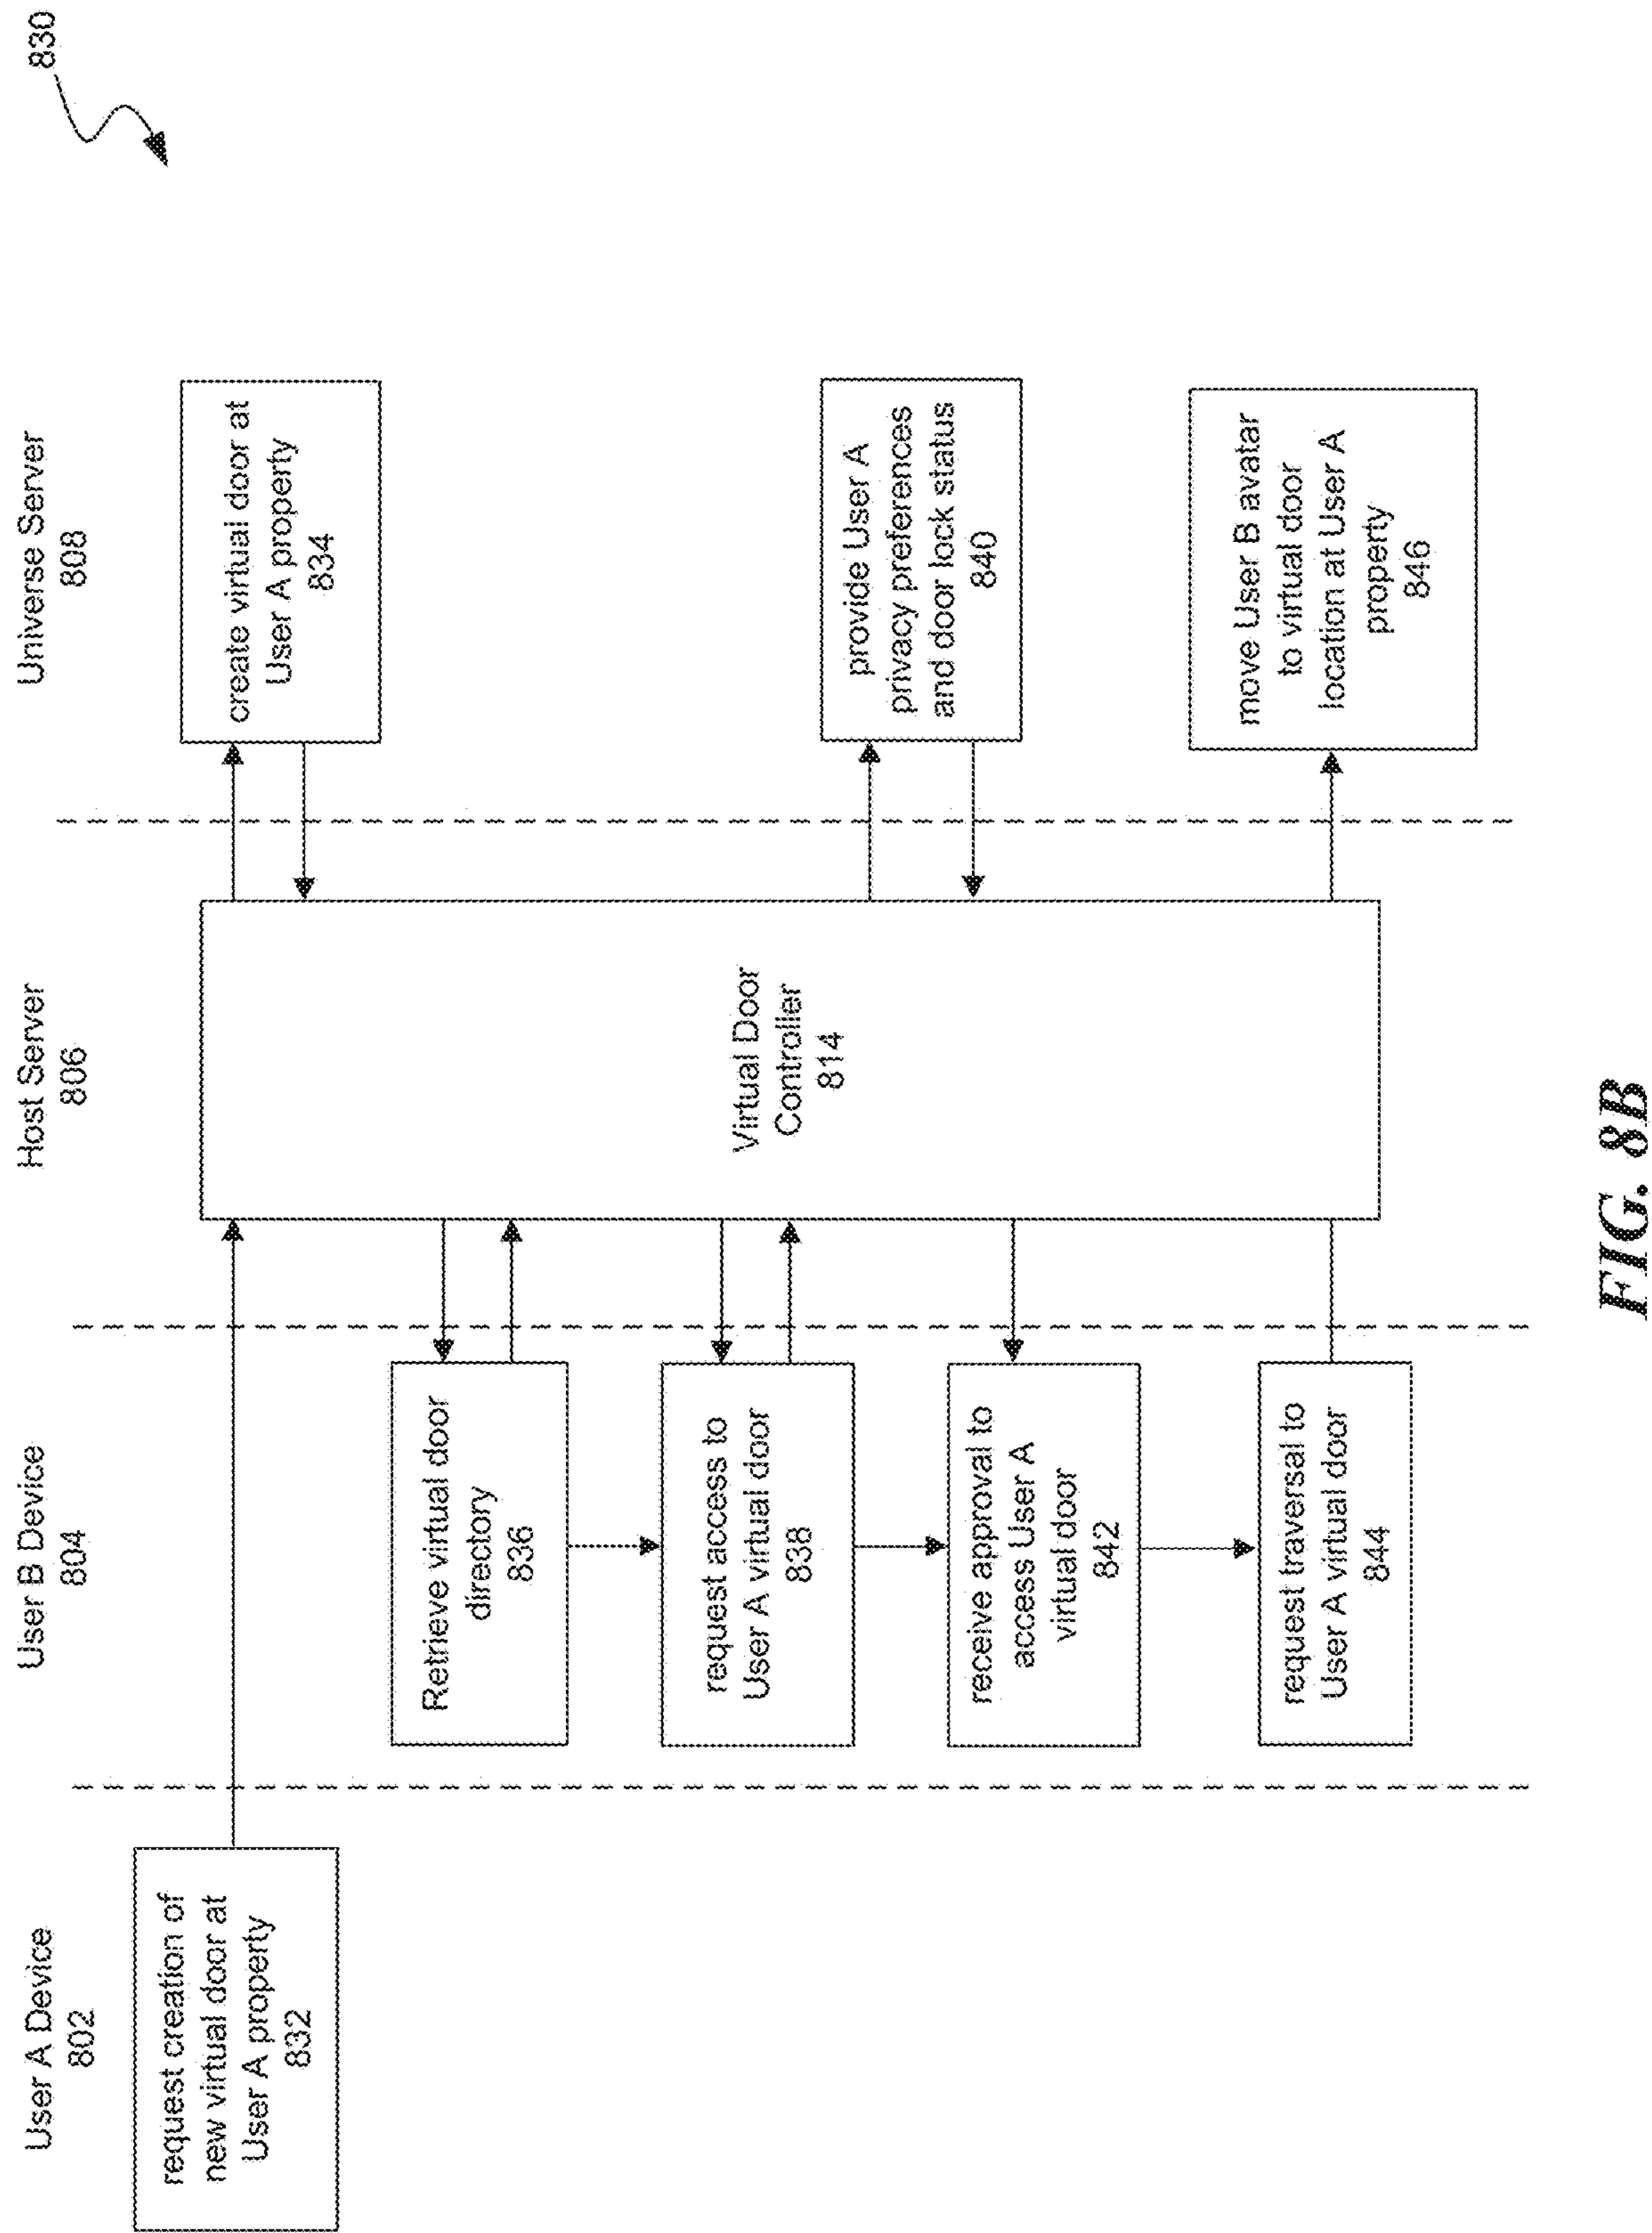 830
User A Device
802
User B Device
804
Host Server
806
Universe Server
808
request creation of
new virtual door at
User A property
832
create virtual door at
User A property
834
Retrieve virtual door
directory
836
request access to
User A virtual door
838
Virtual Door
Controller
814
provide User A
privacy preferences
and door lock status
840
receive approval to
access User A
virtual door
842
request traversal to
User A virtual door
844
move User B avatar
to virtual door
location at User A
property
846
FIG. 8B